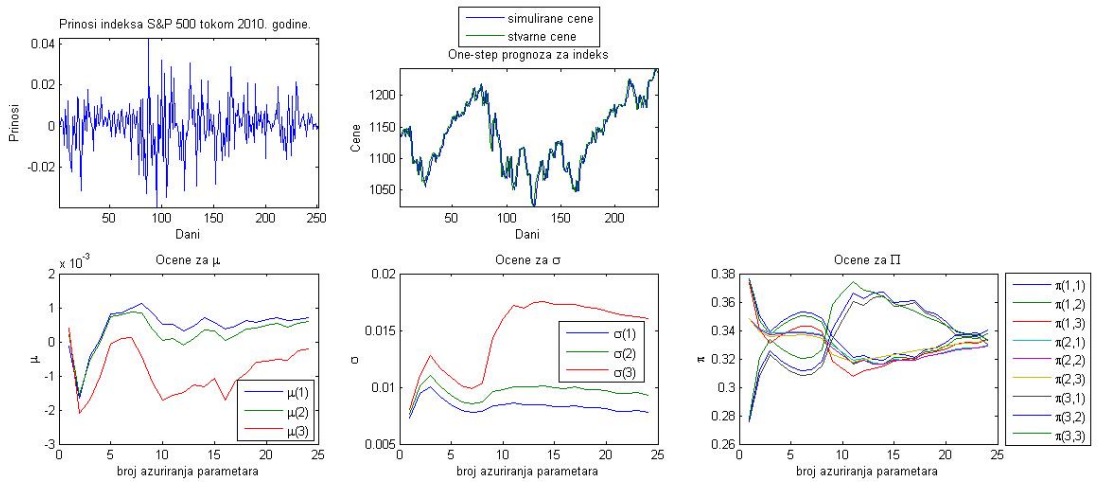 Prinosi indeksa S&P 500 tokom 2010. godine.
0.04
0.02
0
-0.02
Prinosi
50 100 150 200 250
Dani
simulirane cene
stvarne cene
One-step prognoza za indeks
1200
1150
1100
1050
Cene
50 100 150 200
Dani
x 10⁻³
Ocene za μ
2
1
0
-1
-2
-3
μ
μ(1)
μ(2)
μ(3)
0 5 10 15 20 25
broj azuriranja parametara
Ocene za σ
0.02
0.015
0.01
0.005
σ
σ(1)
σ(2)
σ(3)
0 5 10 15 20 25
broj azuriranja parametara
Ocene za Π
0.38
0.36
0.34
0.32
0.3
0.28
0.26
π
0 5 10 15 20 25
broj azuriranja parametara
π(1,1)
π(1,2)
π(1,3)
π(2,1)
π(2,2)
π(2,3)
π(3,1)
π(3,2)
π(3,3)